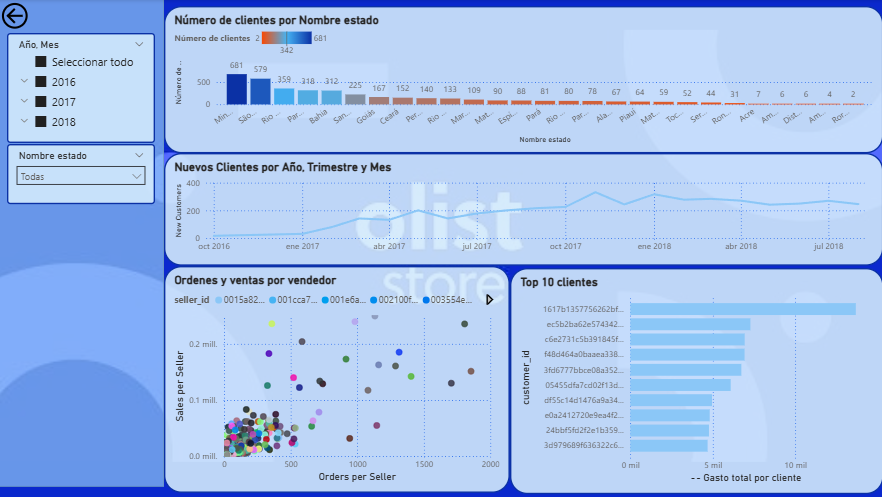 Año, Mes
Seleccionar todo
2016
2017
2018
Nombre estado
Todas
Número de clientes por Nombre estado
Número de clientes 2 681
342
Número de ...
500
0
681 579 359 318 312 225 167 152 140 133 109 90 88 81 80 78 67 64 59 52 44 31 7 6 6 4 2
Min... São... Rio ... Par... Bahia San... Goiás Ceará Per... Rio ... Mar... Mat... Espí... Pará Rio ... Par... Ala... Piauí Mat... Toc... Ser... Ron... Acre Am... Dist... Am... Ror...
Nombre estado
Nuevos Clientes por Año, Trimestre y Mes
New Customers
400
200
0
oct 2016 ene 2017 abr 2017 jul 2017 oct 2017 ene 2018 abr 2018 jul 2018
olist
store
Ordenes y ventas por vendedor
seller_id 0015a82... 001cca7... 001e6a... 002100f... 003554e...
Sales per Seller
0.2 mill.
0.1 mill.
0.0 mill.
0 500 1000 1500 2000
Orders per Seller
Top 10 clientes
customer_id
1617b1357756262bf...
ec5b2ba62e574342...
c6e2731c5b391845f...
f48d464a0baaea338...
3fd6777bbce08a352...
05455dfa7cd02f13d...
df55c14d1476a9a34...
e0a2412720e9ea4f2...
24bbf5fd2f2e1b359...
3d979689f636322c6...
0 mil 5 mil 10 mil
-- Gasto total por cliente